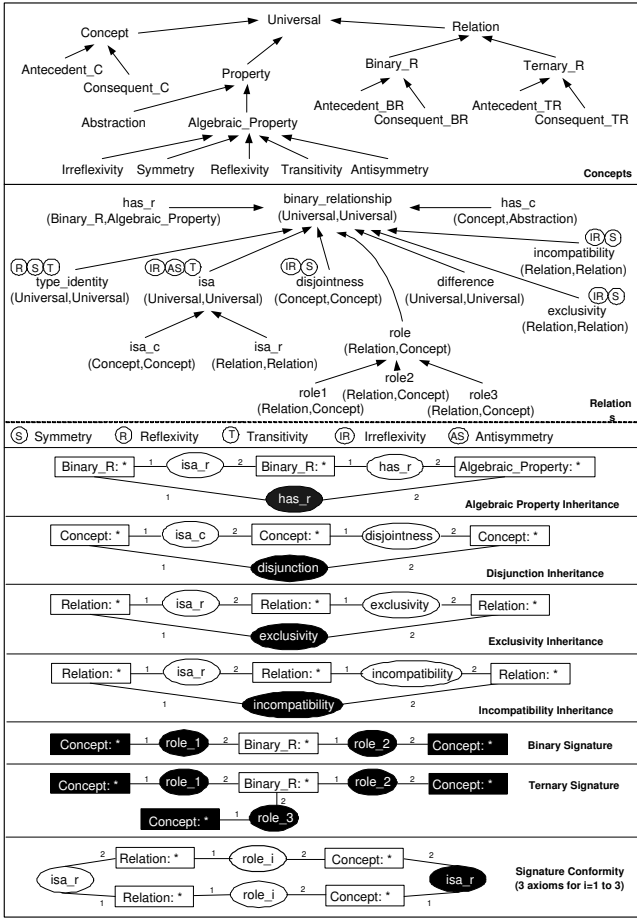 Universal
Concept
Relation
Antecedent_C
Consequent_C
Property
Binary_R
Ternary_R
Abstraction
Algebraic_Property
Antecedent_BR
Consequent_BR
Antecedent_TR
Consequent_TR
Irreflexivity Symmetry Reflexivity Transitivity Antisymmetry
Concepts
has_r
(Binary_R,Algebraic_Property)
binary_relationship
(Universal,Universal)
has_c
(Concept,Abstraction)
IR S
incompatibility
(Relation,Relation)
R S T
type_identity
(Universal,Universal)
IR AS T
isa
(Universal,Universal)
IR S
disjointness
(Concept,Concept)
difference
(Universal,Universal)
IR S
exclusivity
(Relation,Relation)
isa_c
(Concept,Concept)
isa_r
(Relation,Relation)
role
(Relation,Concept)
role1
(Relation,Concept)
role2
(Relation,Concept)
role3
(Relation,Concept)
Relation
s
S Symmetry R Reflexivity T Transitivity IR Irreflexivity AS Antisymmetry
Binary_R: * 1 isa_r 2 Binary_R: * 1 has_r 2 Algebraic_Property: *
1 has_r 2
Algebraic Property Inheritance
Concept: * 1 isa_c 2 Concept: * 1 disjointness 2 Concept: *
1 disjunction 2
Disjunction Inheritance
Relation: * 1 isa_r 2 Relation: * 1 exclusivity 2 Relation: *
1 exclusivity 2
Exclusivity Inheritance
Relation: * 1 isa_r 2 Relation: * 1 incompatibility 2 Relation: *
1 incompatibility 2
Incompatibility Inheritance
Concept: * 1 role_1 2 Binary_R: * 1 role_2 2 Concept: * Binary Signature
Concept: * 1 role_1 2 Binary_R: * 1 role_2 2 Concept: * Ternary Signature
2
Concept: * 1 role_3
2 Relation: * 1 role_i 2 Concept: * 2
isa_r
isa_r
1 Relation: * 1 role_i 2 Concept: * 1
Signature Conformity
(3 axioms for i=1 to 3)